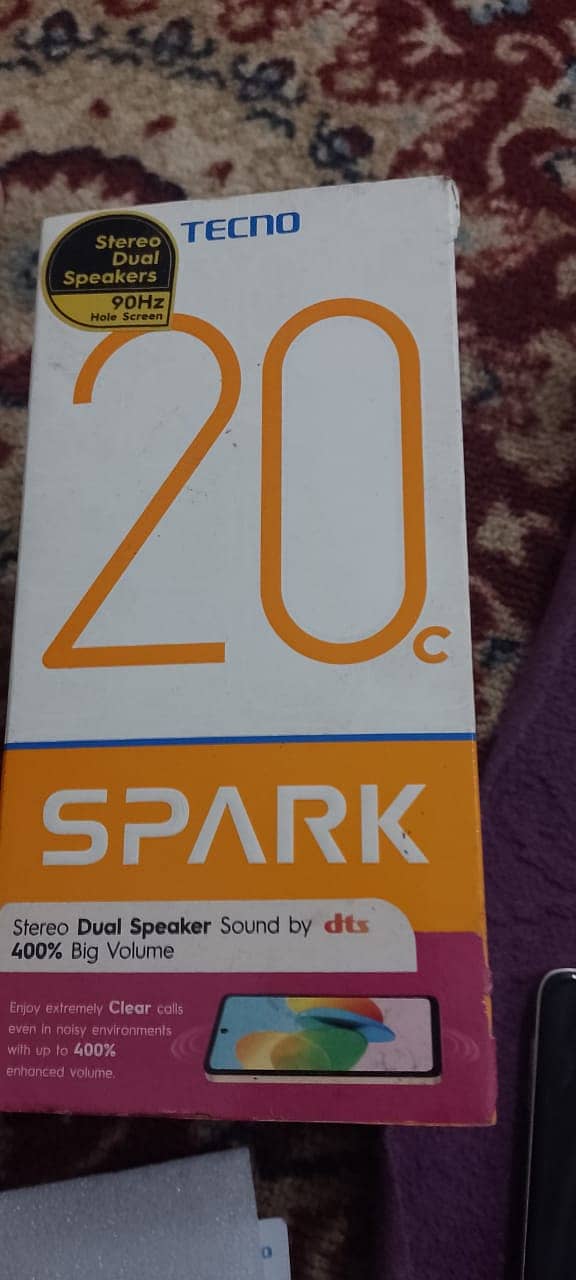 Stereo
Dual
Speakers
90Hz
Hole Screen
TECNO
20c
SPARK
Stereo Dual Speaker Sound by dts
400% Big Volume
Enjoy extremely Clear calls
even in noisy environments
with up to 400%
enhanced volume.